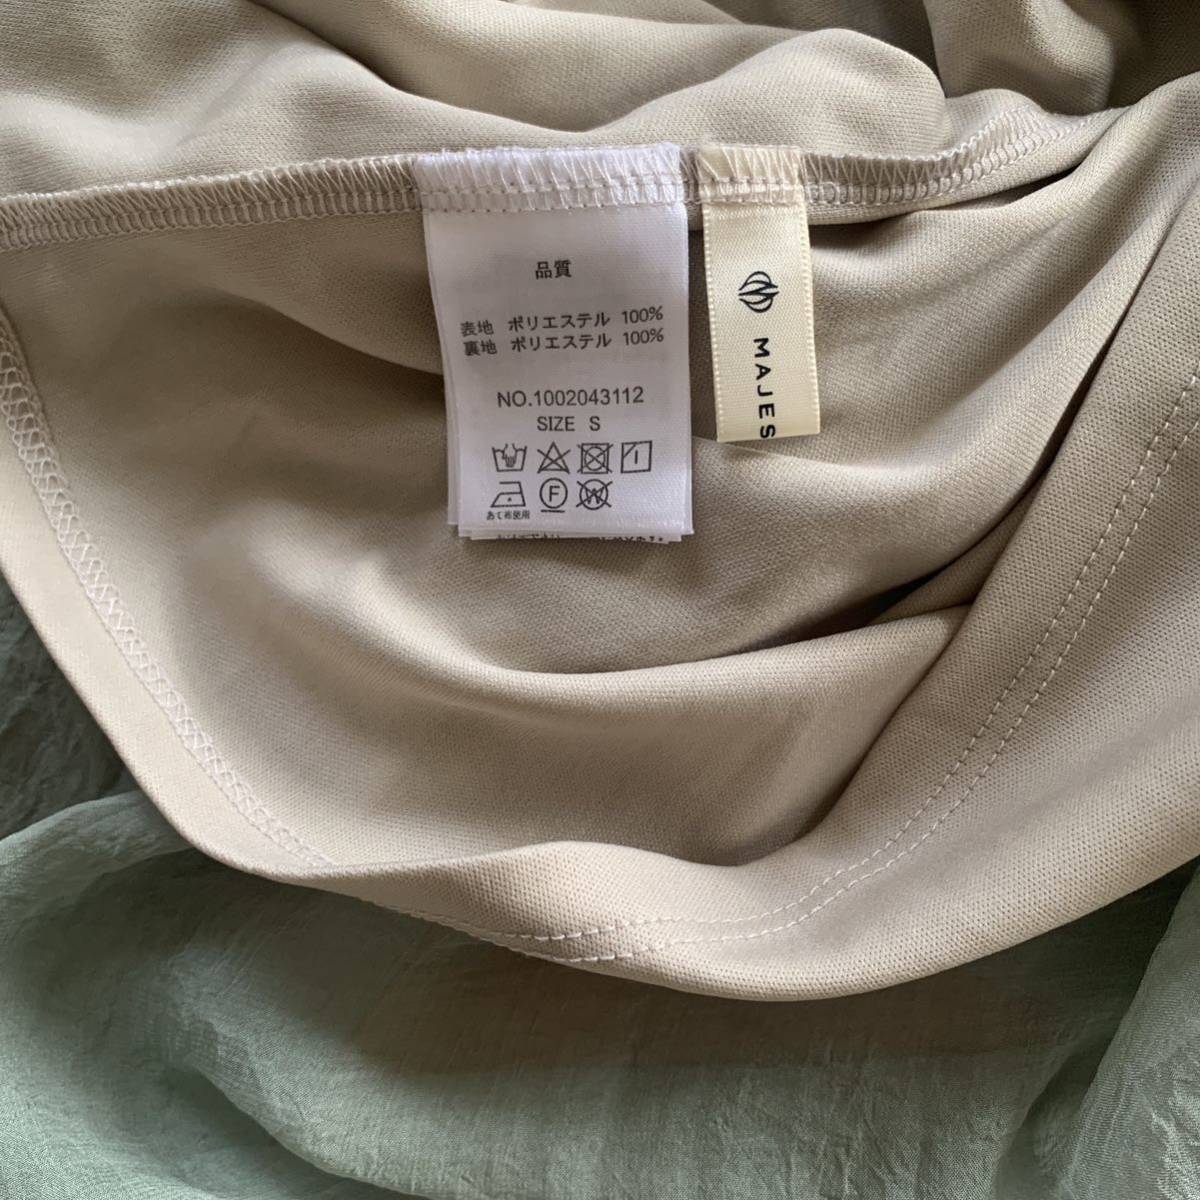 品質
表地 ポリエステル 100%
裏地 ポリエステル 100%
NO.1002043112
SIZE S
F
W
あて布使用
MAJES